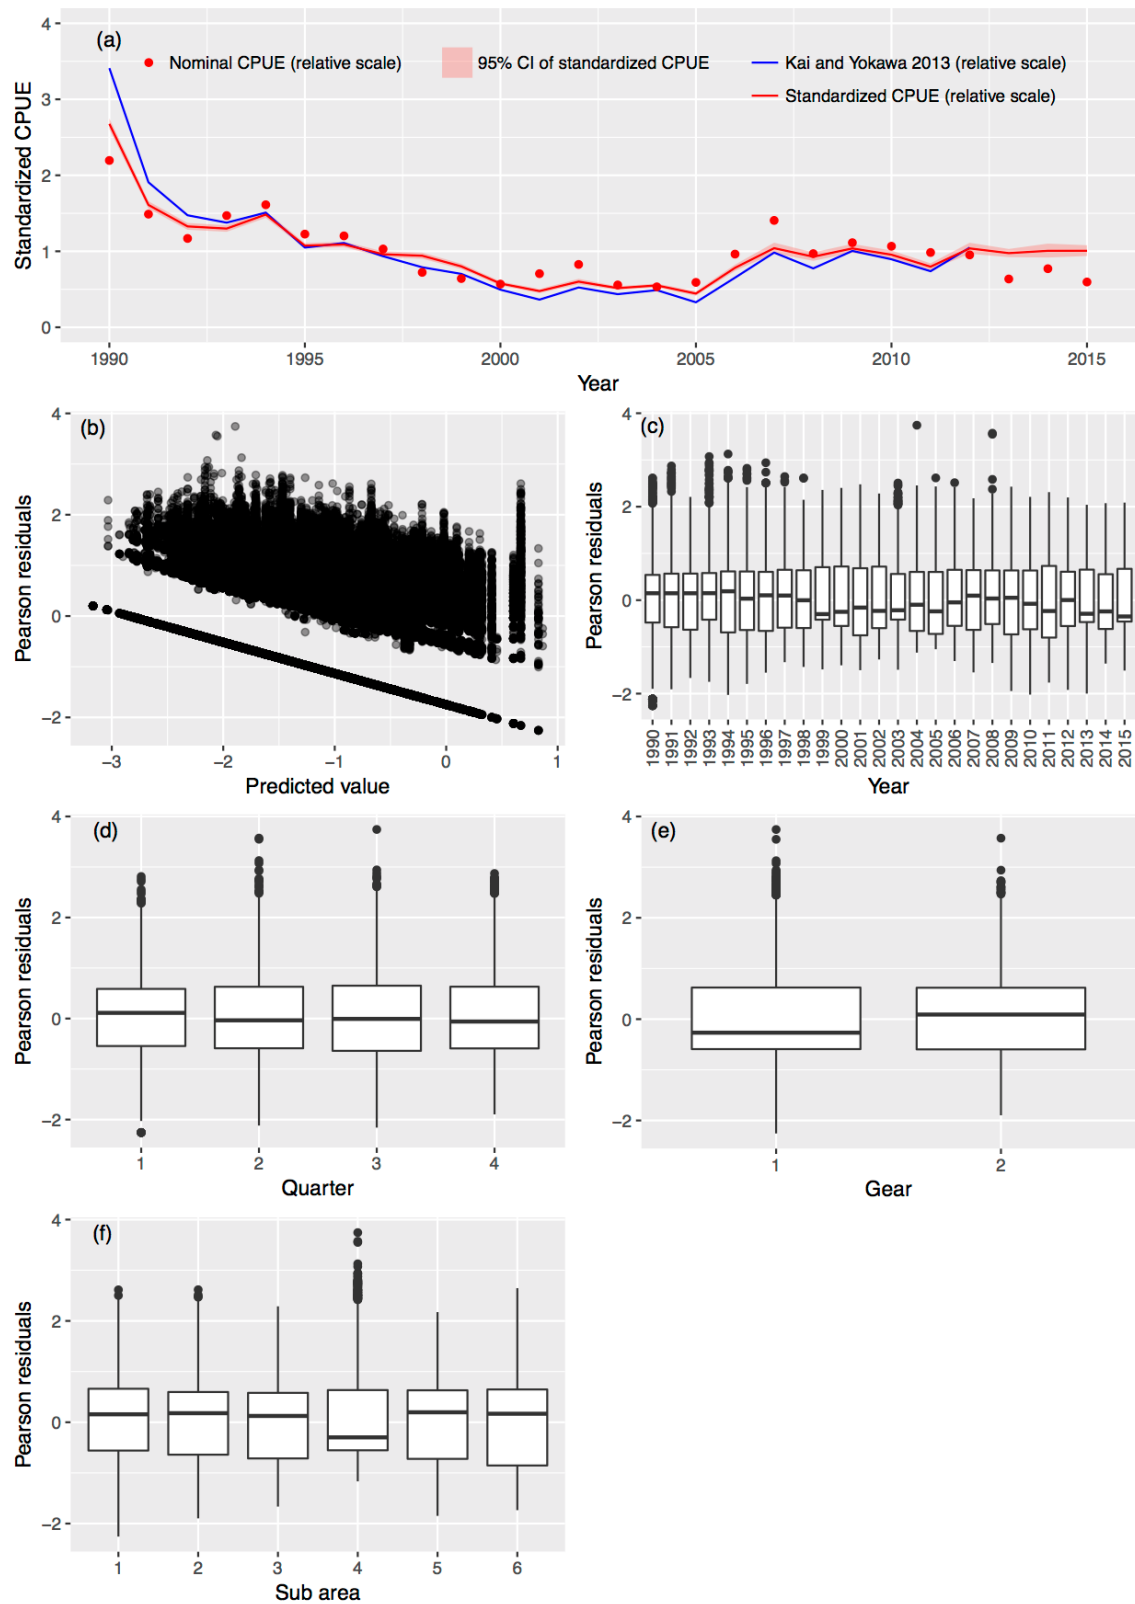 (a)
Nominal CPUE (relative scale)
95% CI of standardized CPUE
Kai and Yokawa 2013 (relative scale)
Standardized CPUE (relative scale)
Standardized CPUE
4
3
2
1
0
1990 1995 2000 2005 2010 2015
Year
(b)
Pearson residuals
4
2
0
−2
−3 −2 −1 0 1
Predicted value
(c)
Pearson residuals
4
2
0
−2
1990 1991 1992 1993 1994 1995 1996 1997 1998 1999 2000 2001 2002 2003 2004 2005 2006 2007 2008 2009 2010 2011 2012 2013 2014 2015
Year
(d)
Pearson residuals
4
2
0
−2
1 2 3 4
Quarter
(e)
Pearson residuals
4
2
0
−2
1 2
Gear
(f)
Pearson residuals
4
2
0
−2
1 2 3 4 5 6
Sub area